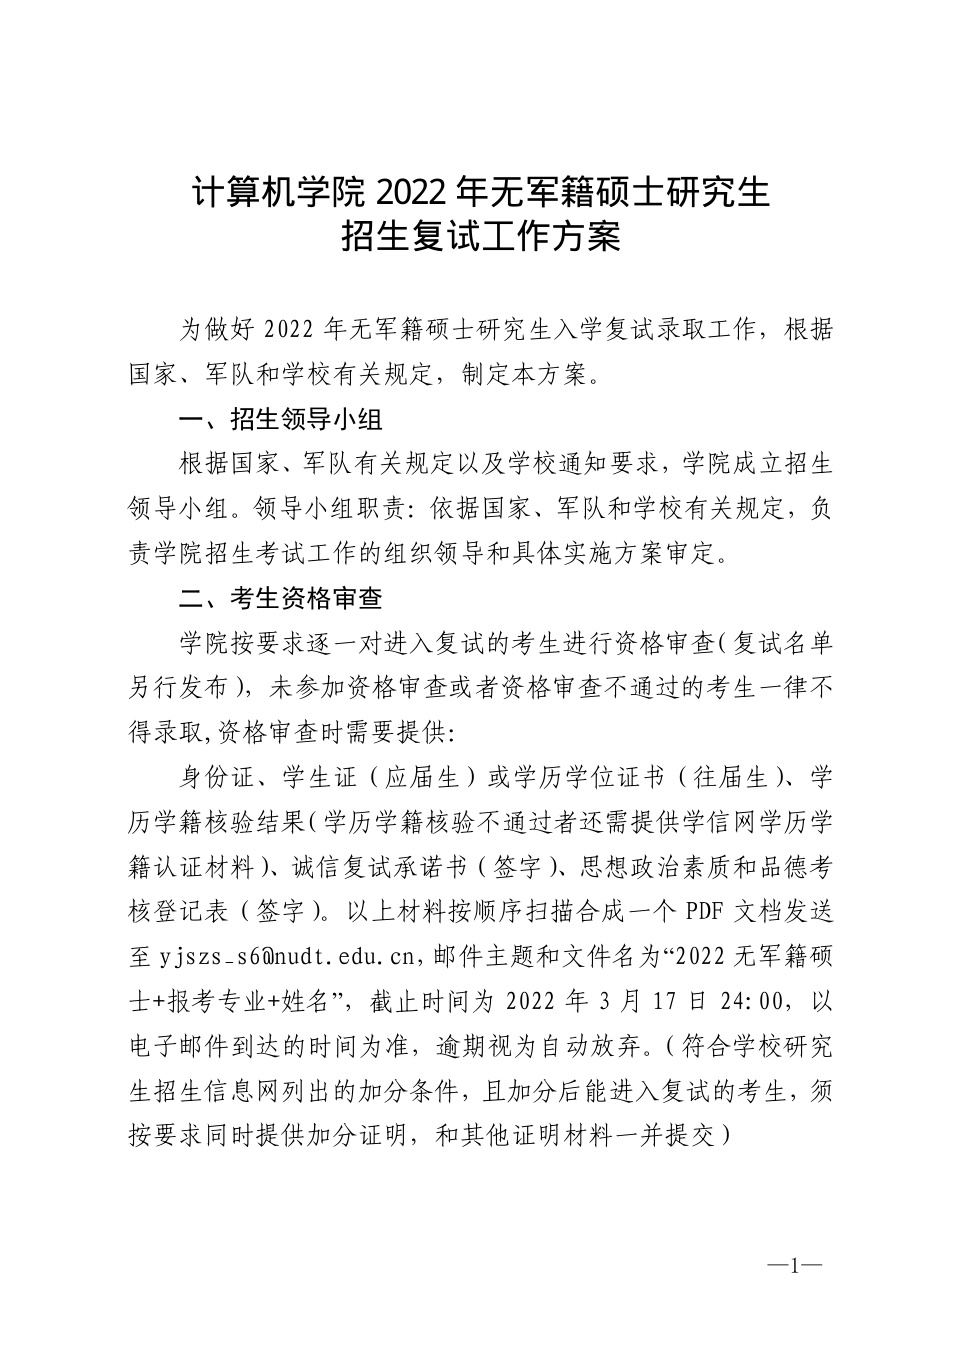 计算机学院 2022 年无军籍硕士研究生
招生复试工作方案
为做好 2022 年无军籍硕士研究生入学复试录取工作，根据
国家、军队和学校有关规定，制定本方案。
一、招生领导小组
根据国家、军队有关规定以及学校通知要求，学院成立招生
领导小组。领导小组职责：依据国家、军队和学校有关规定，负
责学院招生考试工作的组织领导和具体实施方案审定。
二、考生资格审查
学院按要求逐一对进入复试的考生进行资格审查（复试名单
另行发布），未参加资格审查或者资格审查不通过的考生一律不
得录取,资格审查时需要提供：
身份证、学生证（应届生）或学历学位证书（往届生）、学
历学籍核验结果（学历学籍核验不通过者还需提供学信网学历学
籍认证材料）、诚信复试承诺书（签字）、思想政治素质和品德考
核登记表（签字）。以上材料按顺序扫描合成一个 PDF 文档发送
至 yjszs_s6@nudt.edu.cn，邮件主题和文件名为“2022 无军籍硕
士+报考专业+姓名”，截止时间为 2022 年 3 月 17 日 24:00，以
电子邮件到达的时间为准，逾期视为自动放弃。（符合学校研究
生招生信息网列出的加分条件，且加分后能进入复试的考生，须
按要求同时提供加分证明，和其他证明材料一并提交）
—1—